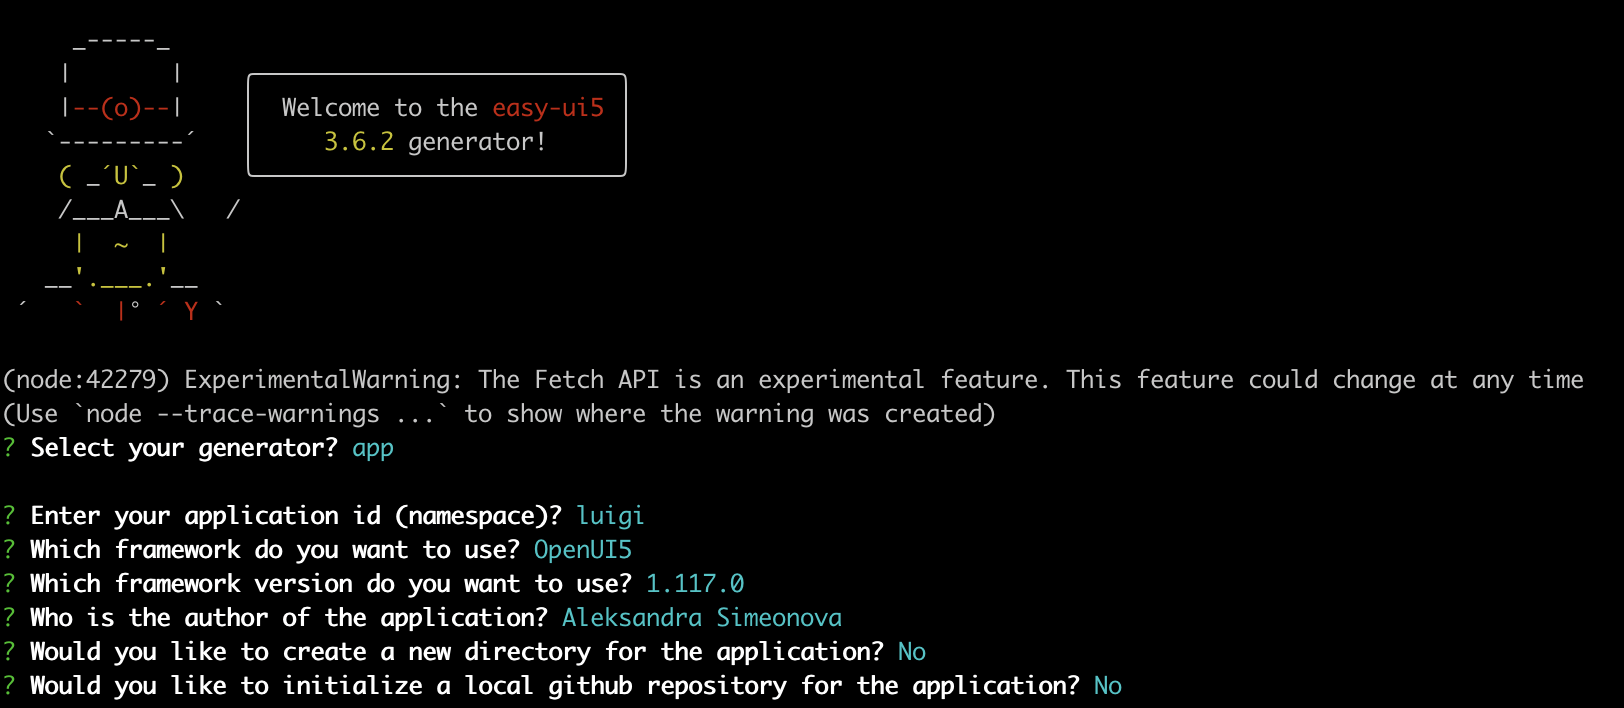 _-----_
|       |
|--(o)--|
`---------´
( _´U`_ )
/___A___\   /
|  ~  |
__'.___.'__
´   `  |° ´ Y `
Welcome to the easy-ui5
3.6.2 generator!
(node:42279) ExperimentalWarning: The Fetch API is an experimental feature. This feature could change at any time
(Use `node --trace-warnings ...` to show where the warning was created)
? Select your generator? app
? Enter your application id (namespace)? luigi
? Which framework do you want to use? OpenUI5
? Which framework version do you want to use? 1.117.0
? Who is the author of the application? Aleksandra Simeonova
? Would you like to create a new directory for the application? No
? Would you like to initialize a local github repository for the application? No